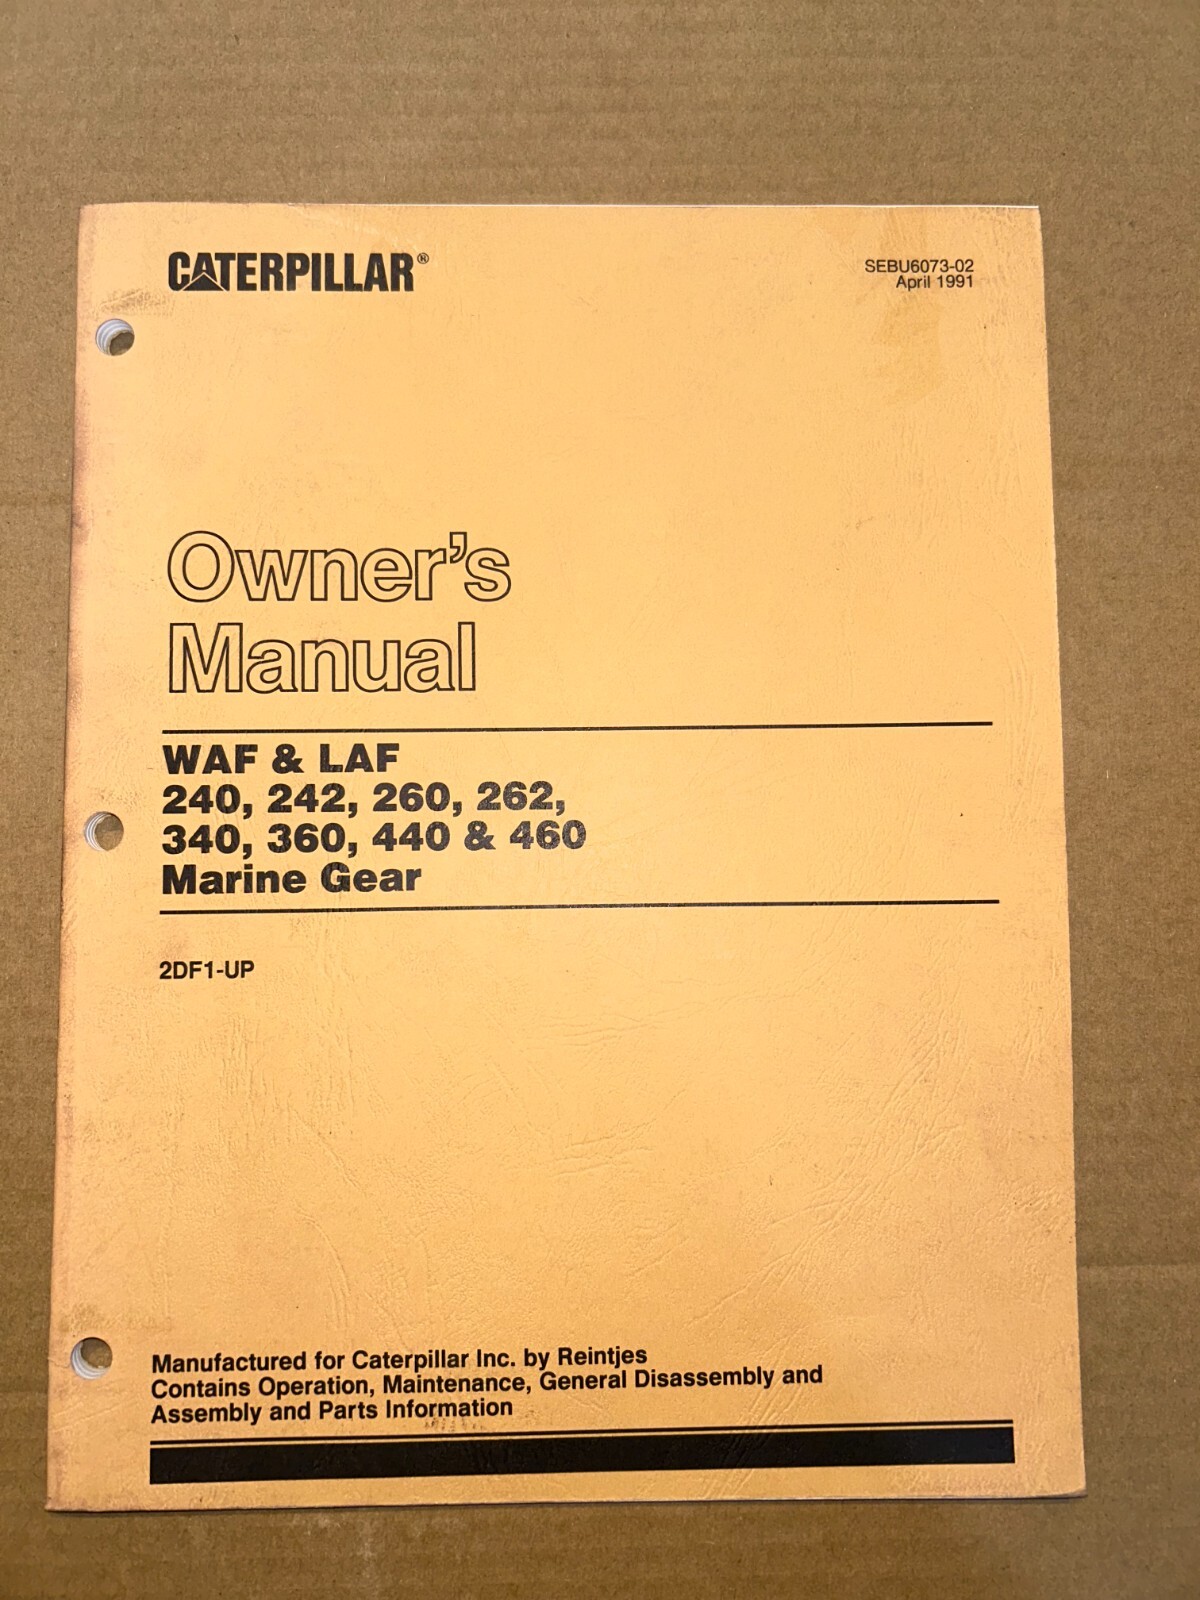 CATERPILLAR®
SEBU6073-02
April 1991
Owner's
Manual
WAF & LAF
240, 242, 260, 262,
340, 360, 440 & 460
Marine Gear
2DF1-UP
Manufactured for Caterpillar Inc. by Reintjes
Contains Operation, Maintenance, General Disassembly and
Assembly and Parts Information